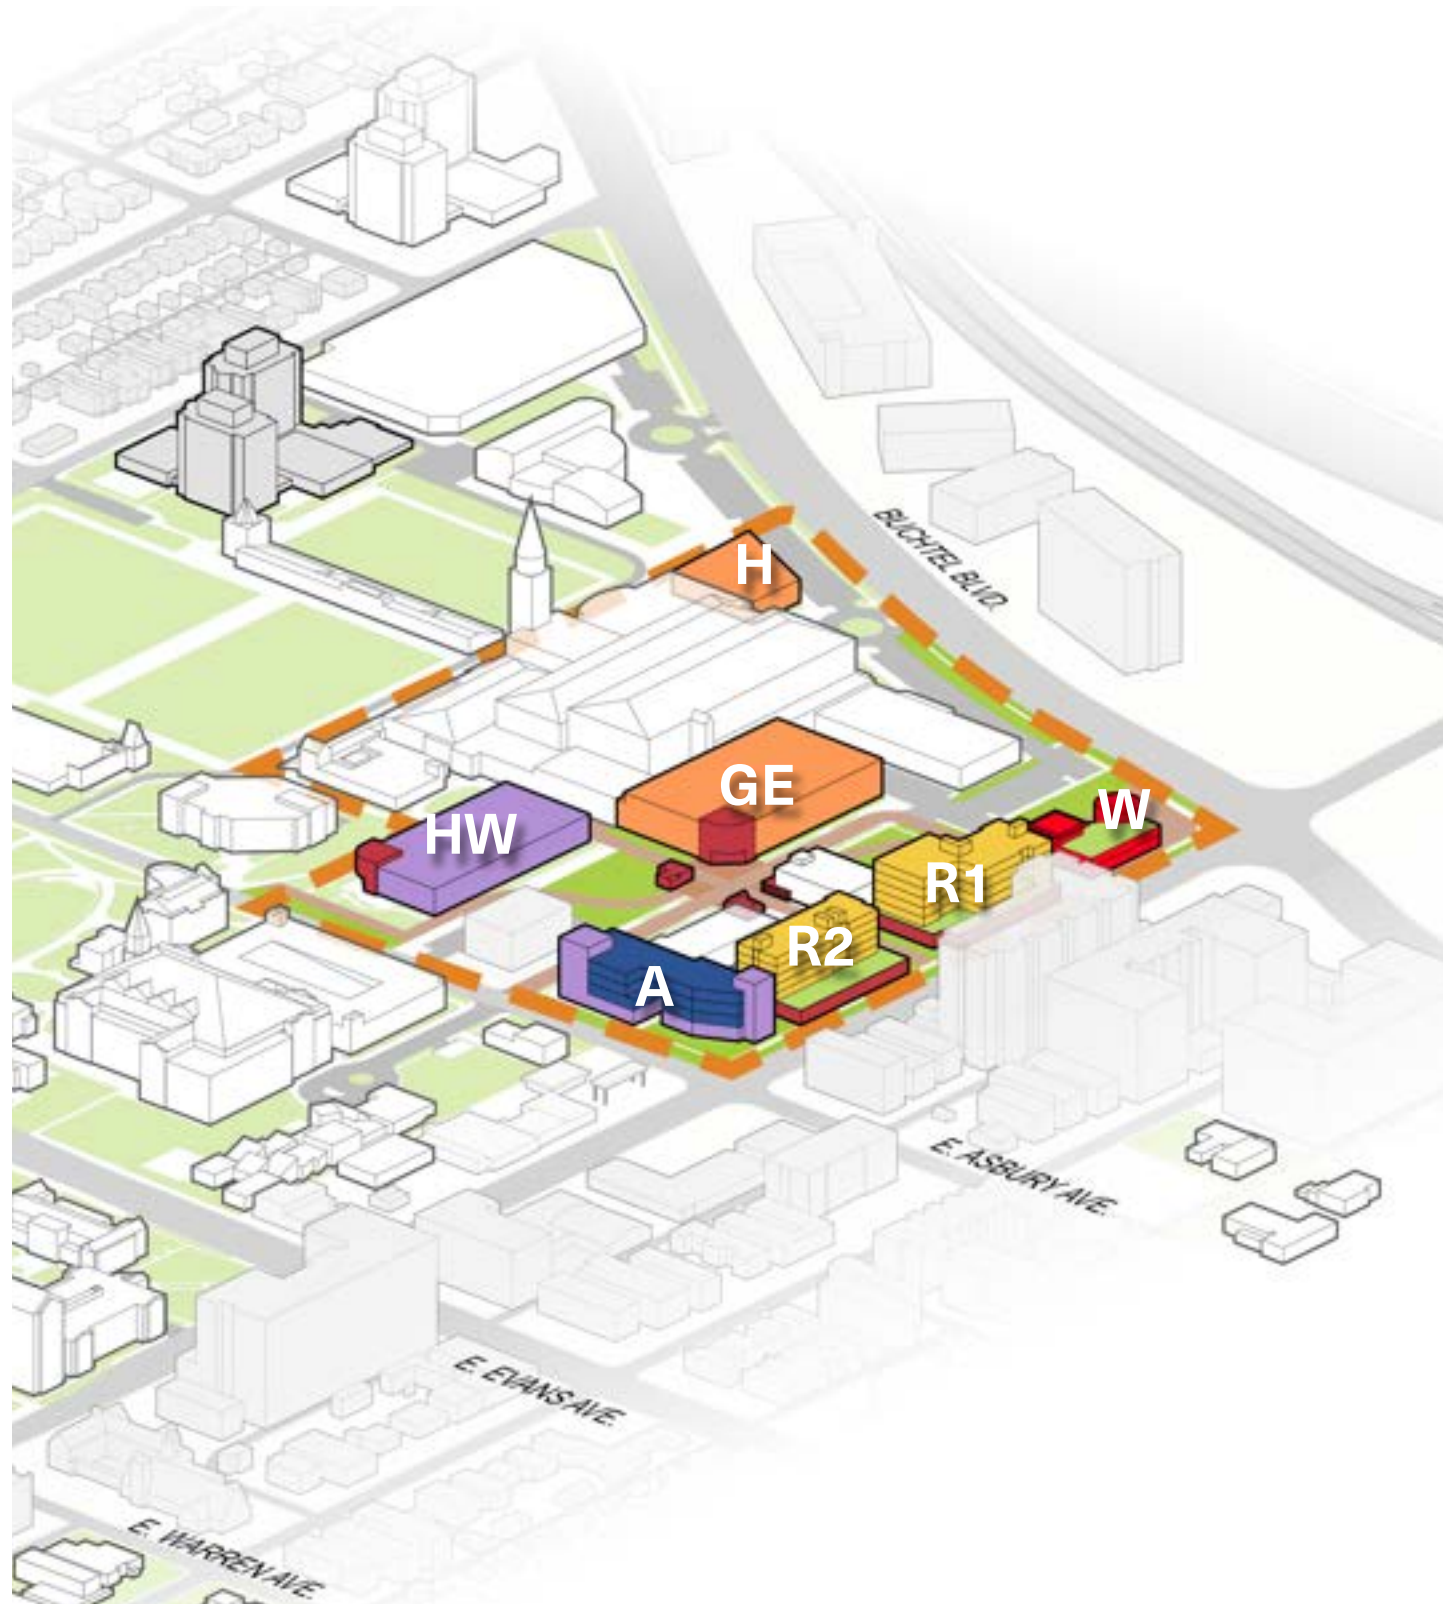 H
BUCHTEL BLVD.
GE
W
HW
R1
R2
A
E. ASBURY AVE.
E. EVANS AVE.
E. WARREN AVE.